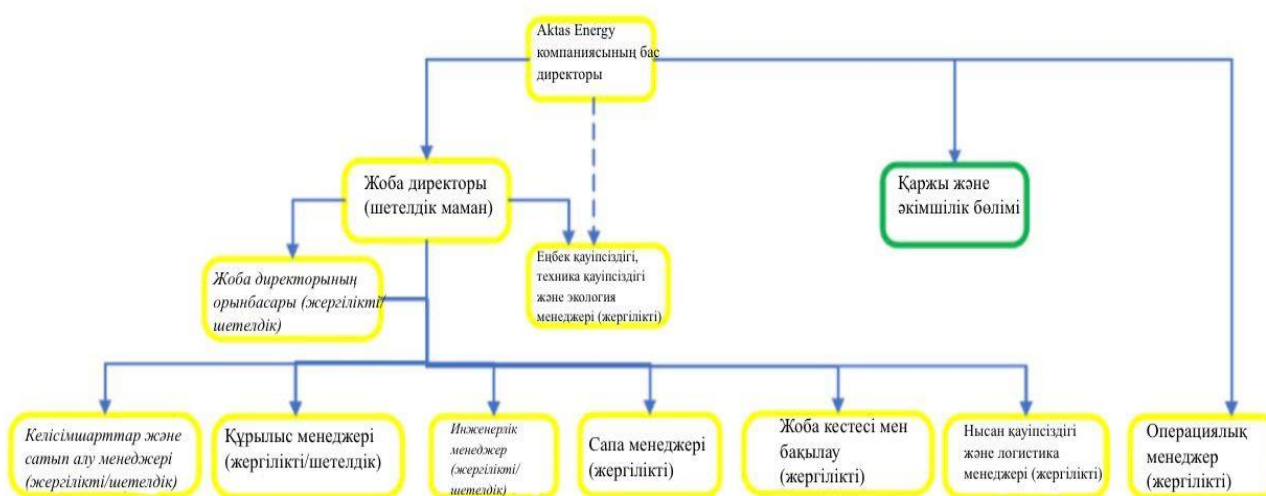 Aktas Energy
компаниясының бас
директоры
Жоба директоры
(шетелдік маман)
Қаржы және
әкімшілік бөлімі
Жоба директорының
орынбасары (жергілікті/
шетелдік)
Еңбек қауіпсіздігі,
техника қауіпсіздігі
және экология
менеджері (жергілікті)
Келісімшарттар және
сатып алу менеджері
(жергілікті/шетелдік)
Құрылыс менеджері
(жергілікті/шетелдік)
Инженерлік
менеджер
(жергілікті/
шетелдік)
Сапа менеджері
(жергілікті)
Жоба кестесі мен
бақылау
(жергілікті)
Нысан қауіпсіздігі
және логистика
менеджері (жергілікті)
Операциялық
менеджер
(жергілікті)